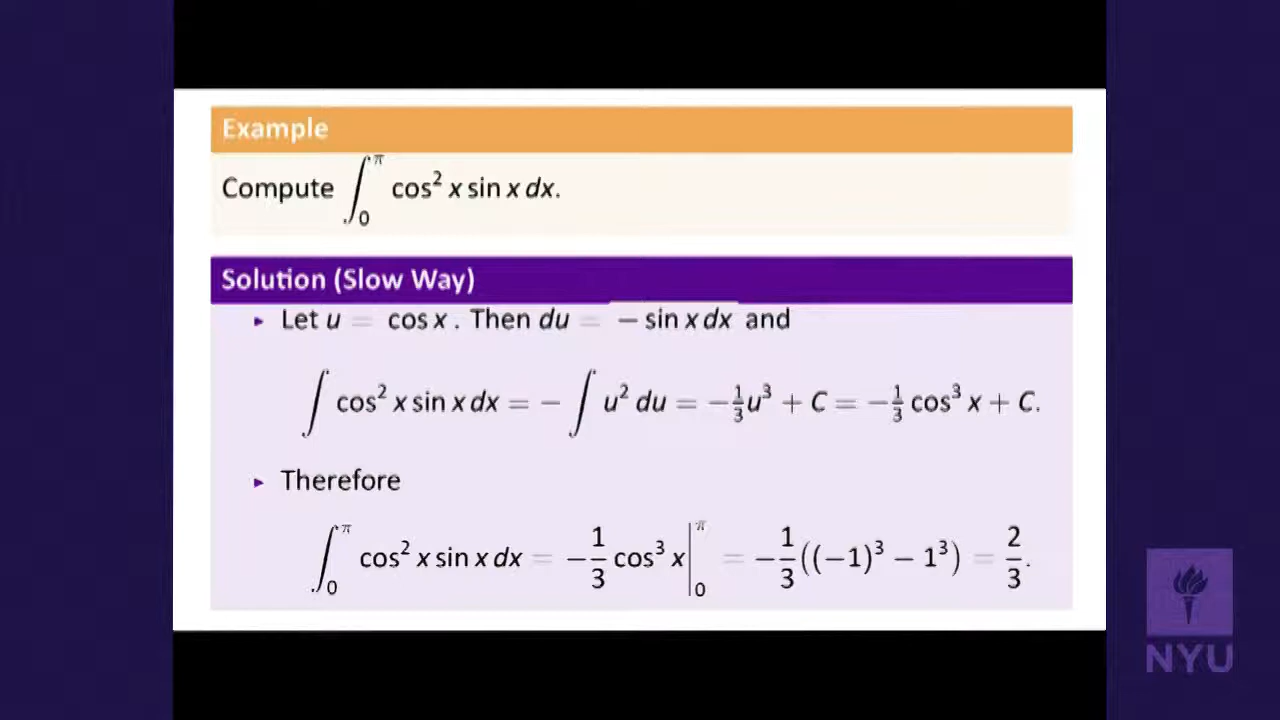 Example
Compute ∫₀^π cos² x sin x dx.
Solution (Slow Way)
▸ Let u = cos x . Then du = − sin x dx and
∫ cos² x sin x dx = − ∫ u² du = −⅓u³ + C = −⅓ cos³ x + C.
▸ Therefore
∫₀^π cos² x sin x dx = −1/3 cos³ x |₀^π = −1/3 ((−1)³ − 1³) = 2/3.
NYU